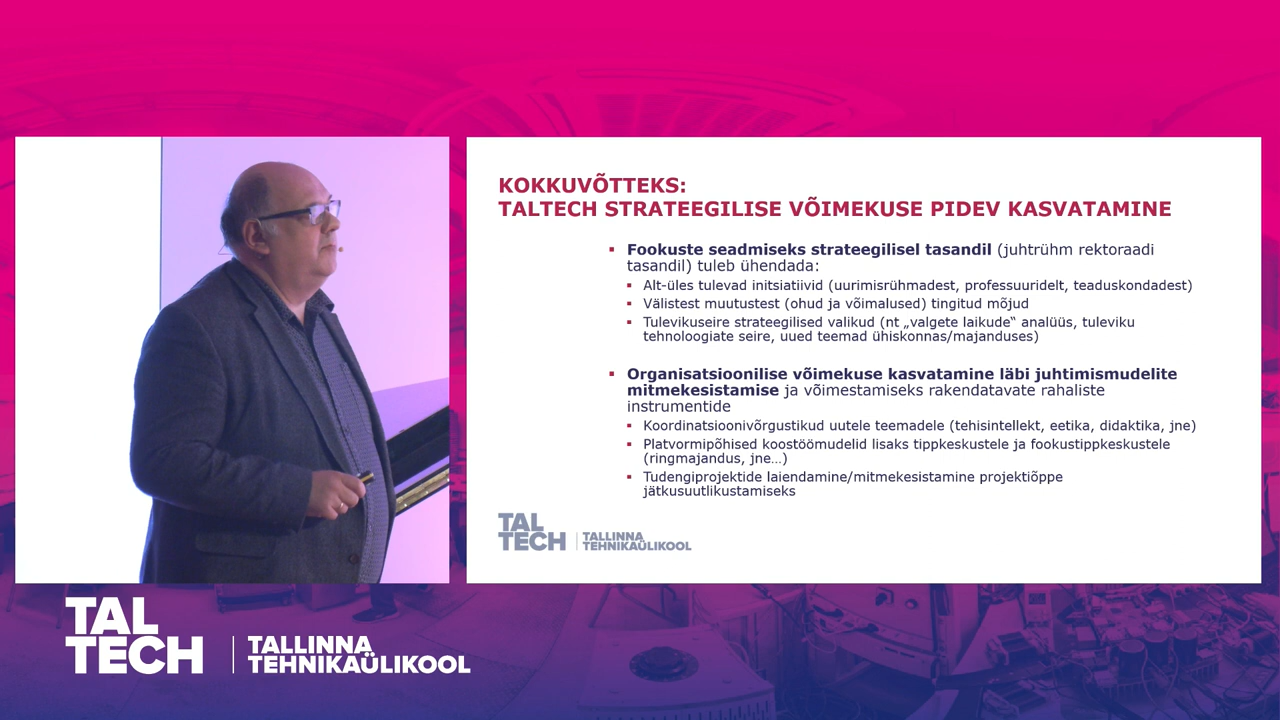 KOKKUVÕTTEKS:
TALTECH STRATEEGILISE VÕIMEKUSE PIDEV KASVATAMINE
Fookuste seadmiseks strateegilisel tasandil (juhtrühm rektoraadi
tasandil) tuleb ühendada:
Alt-üles tulevad initsiatiivid (uurimisrühmadest, professuuridelt, teaduskondadest)
Välistest muutustest (ohud ja võimalused) tingitud mõjud
Tulevikuseire strateegilised valikud (nt „valgete laikude“ analüüs, tuleviku
tehnoloogiate seire, uued teemad ühiskonnas/majanduses)
Organisatsioonilise võimekuse kasvatamine läbi juhtimismudelite
mitmekesistamise ja võimestamiseks rakendatavate rahaliste
instrumentide
Koordinatsioonivõrgustikud uutele teemadele (tehisintellekt, eetika, didaktika, jne)
Platvormipõhised koostöömudelid lisaks tippkeskustele ja fookustippkeskustele
(ringmajandus, jne…)
Tudengiprojektide laiendamine/mitmekesistamine projektiõppe
jätkusuutlikustamiseks
TAL
TECH
TALLINNA
TEHNIKAÜLIKOOL
TAL
TECH
TALLINNA
TEHNIKAÜLIKOOL